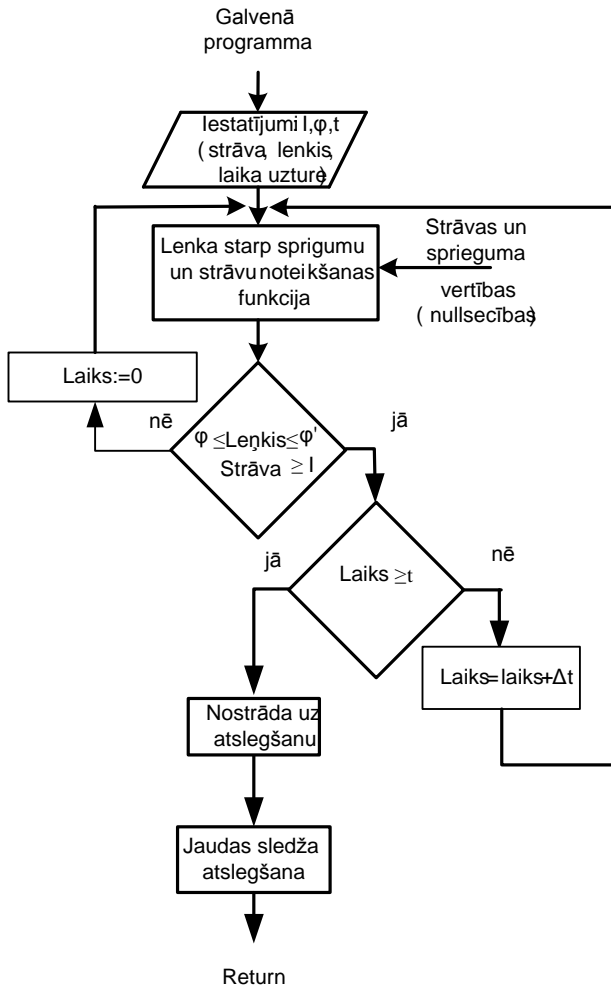 Galvenā
programma
Iestatījumi I,φ,t
( strāva, lenkis,
laika uzture)
Lenka starp sprigumu
un strāvu noteikšanas
funkcija
Strāvas un
sprieguma
vertības
( nullsecības)
Laiks:=0
nē
jā
φ ≤Leņkis≤φ'
Strāva ≥ I
jā
nē
Laiks ≥t
Laiks=laiks+Δt
Nostrāda uz
atslegšanu
Jaudas sledža
atslegšana
Return